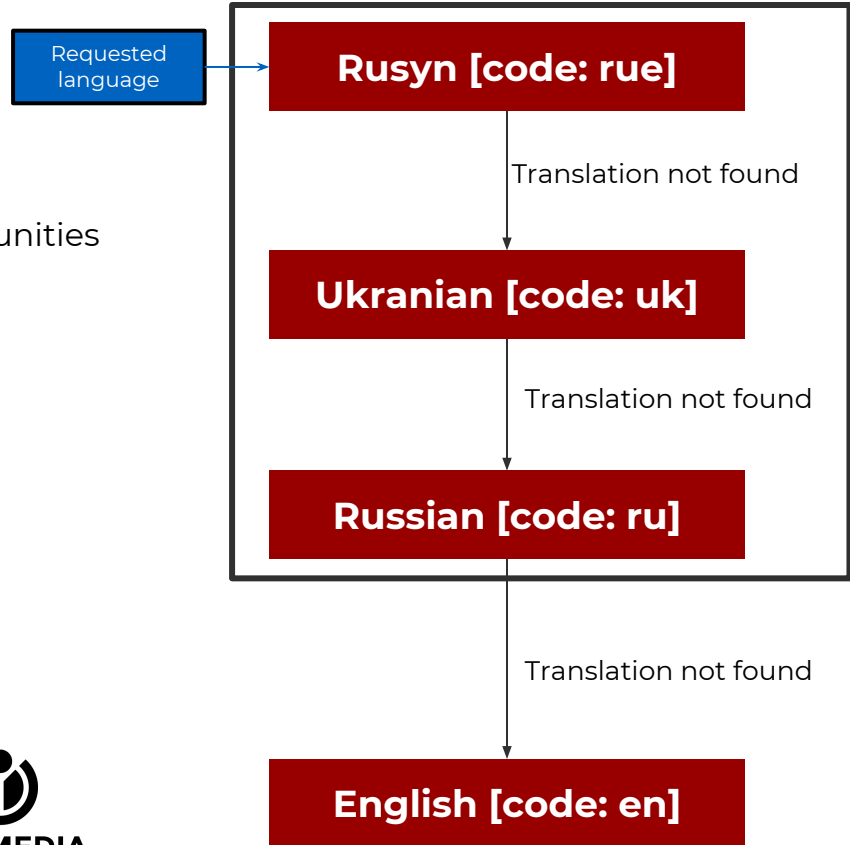 Requested
language
Rusyn [code: rue]
Translation not found
unities
Ukranian [code: uk]
Translation not found
Russian [code: ru]
Translation not found
English [code: en]
MEDIA